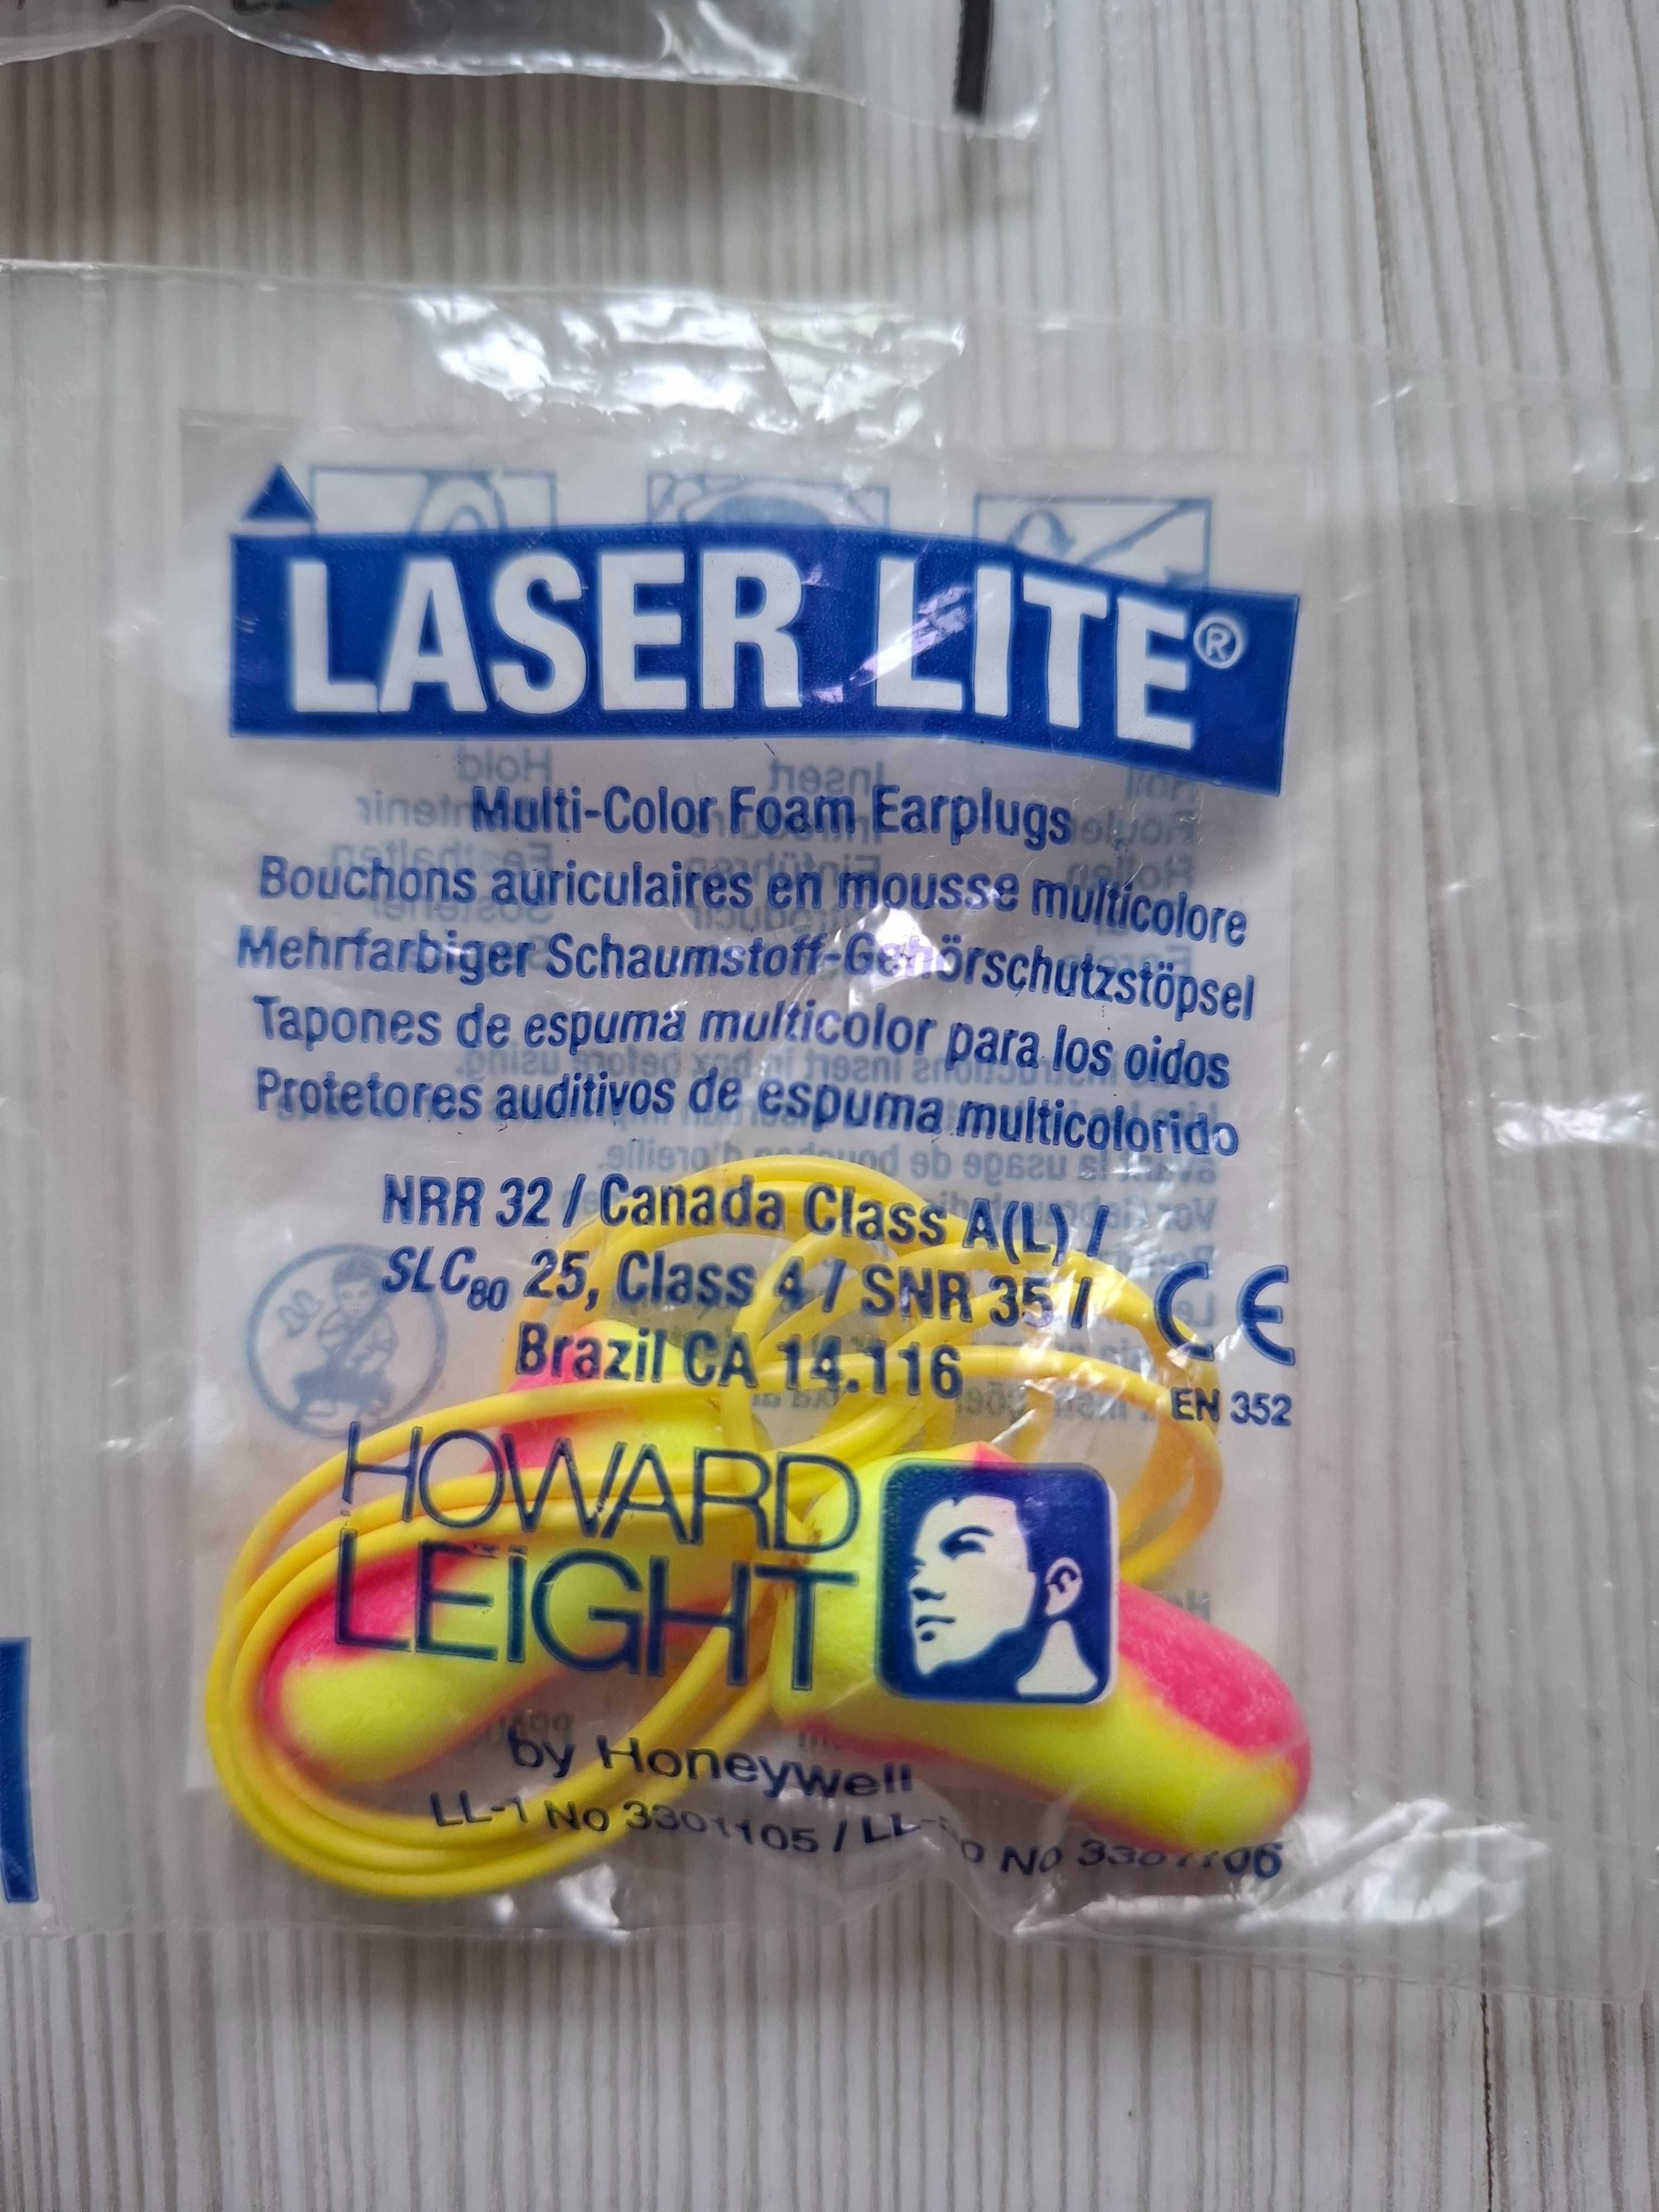 LASER LITE®
Multi-Color Foam Earplugs
Bouchons auriculaires en mousse multicolore
Mehrfarbiger Schaumstoff-Gehörschutzstöpsel
Tapones de espuma multicolor para los oidos
Protetores auditivos de espuma multicolorido
NRR 32 / Canada Class A(L) /
SLC80 25, Class 4 / SNR 35 /
Brazil CA 14.116
CE
EN 352
HOWARD
LEIGHT
by Honeywell
LL-1 No 3301105 / No